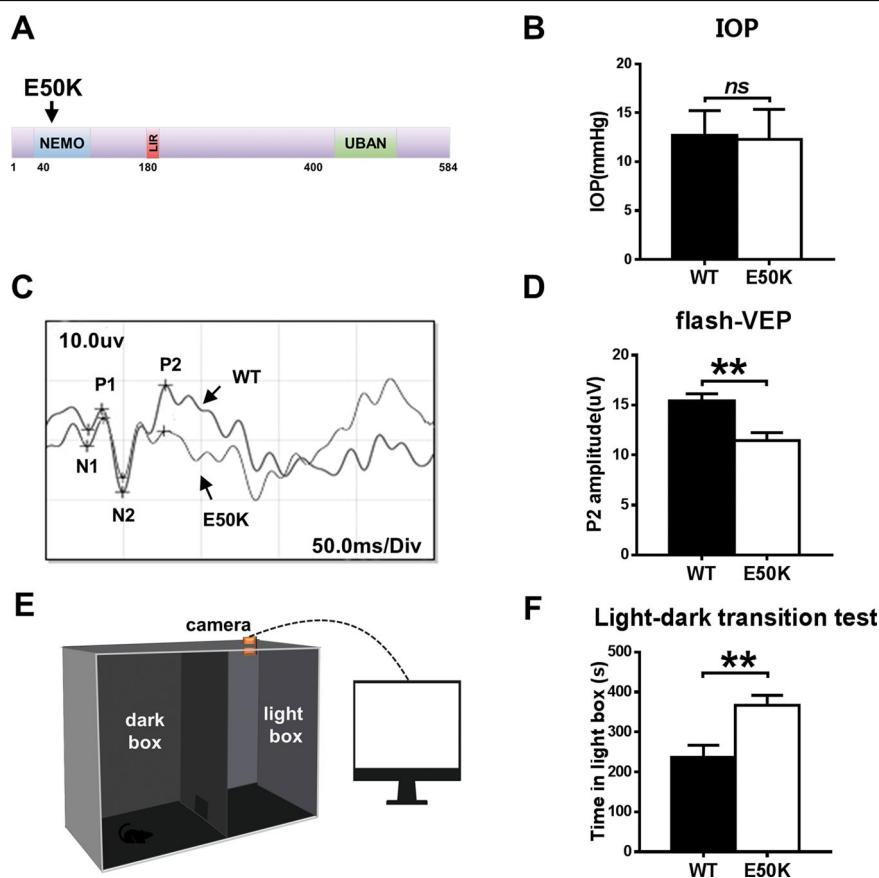 A
E50K
NEMO
LIR
UBAN
1
40
180
400
584
B
IOP
20
15
10
5
0
IOP(mmHg)
ns
WT
E50K
C
10.0uv
P1
P2
WT
N1
N2
E50K
50.0ms/Div
D
flash-VEP
20
15
10
5
0
P2 amplitude(uV)
**
WT
E50K
E
camera
dark
box
light
box
F
Light-dark transition test
500
400
300
200
100
0
Time in light box (s)
**
WT
E50K